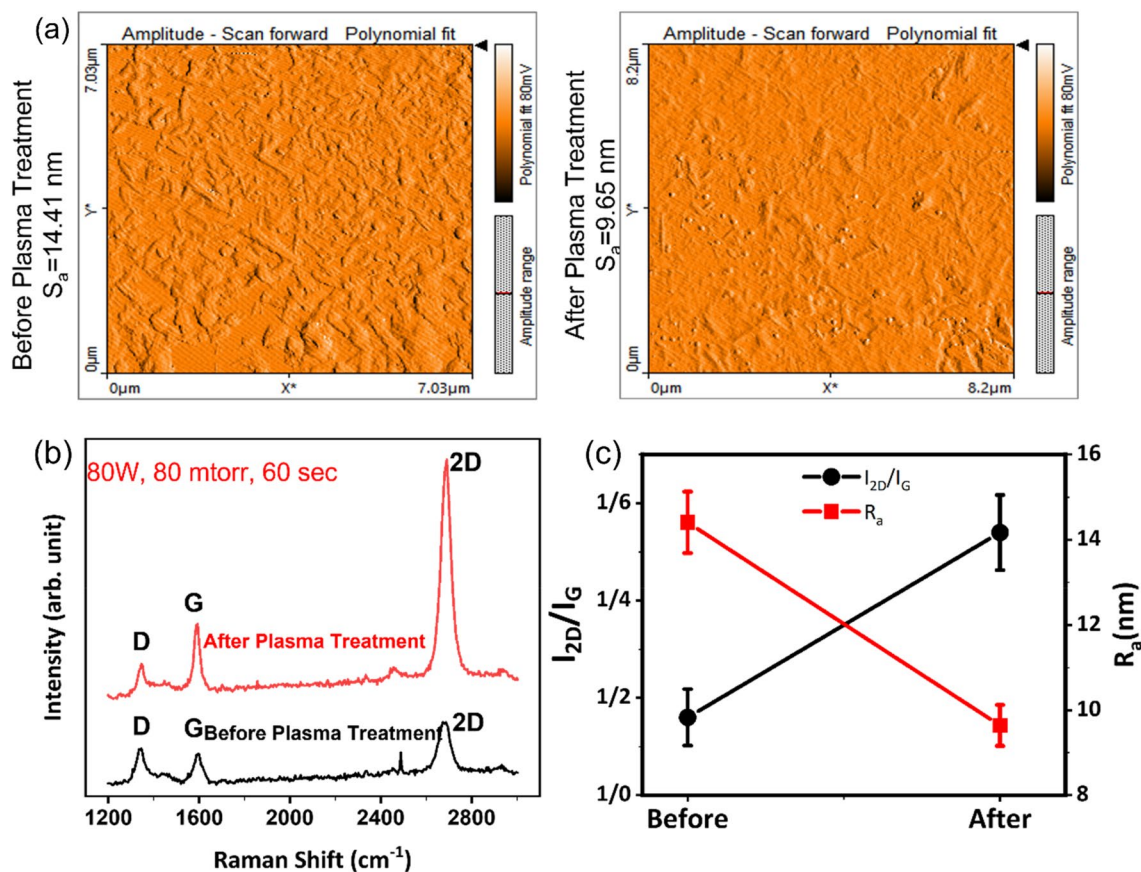 (a)
Amplitude - Scan forward Polynomial fit
Before Plasma Treatment
Sₐ=14.41 nm
7.03µm
Y*
0µm
0µm X* 7.03µm
Polynomial fit 80mV
Amplitude range
Amplitude - Scan forward Polynomial fit
After Plasma Treatment
Sₐ=9.65 nm
8.2µm
Y*
0µm
0µm X* 8.2µm
Polynomial fit 80mV
Amplitude range
(b)
80W, 80 mtorr, 60 sec
2D
G
D
After Plasma Treatment
D
G
Before Plasma Treatment
2D
Intensity (arb. unit)
1200 1600 2000 2400 2800
Raman Shift (cm⁻¹)
(c)
I₂D/I_G
Rₐ
I₂D/I_G
1/6
1/4
1/2
1/0
16
14
12
10
8
Rₐ(nm)
Before After